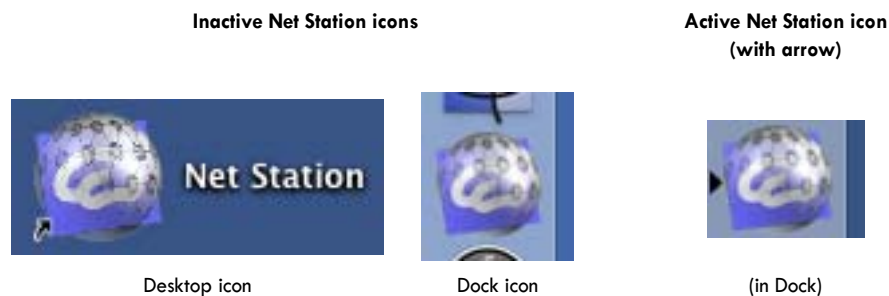 Inactive Net Station icons
Active Net Station icon
(with arrow)
Net Station
Desktop icon
Dock icon
(in Dock)